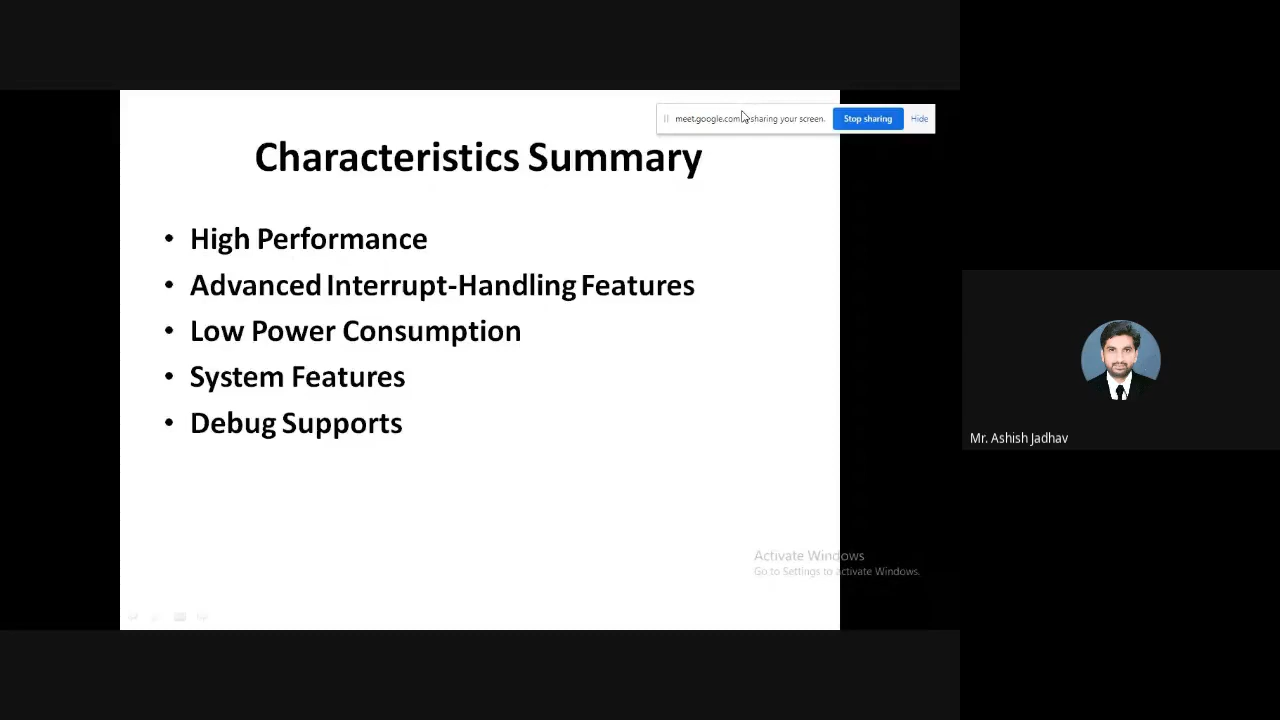 meet.google.com is sharing your screen.
Stop sharing
Hide
Characteristics Summary
• High Performance
• Advanced Interrupt-Handling Features
• Low Power Consumption
• System Features
• Debug Supports
Mr. Ashish Jadhav
Activate Windows
Go to Settings to activate Windows.